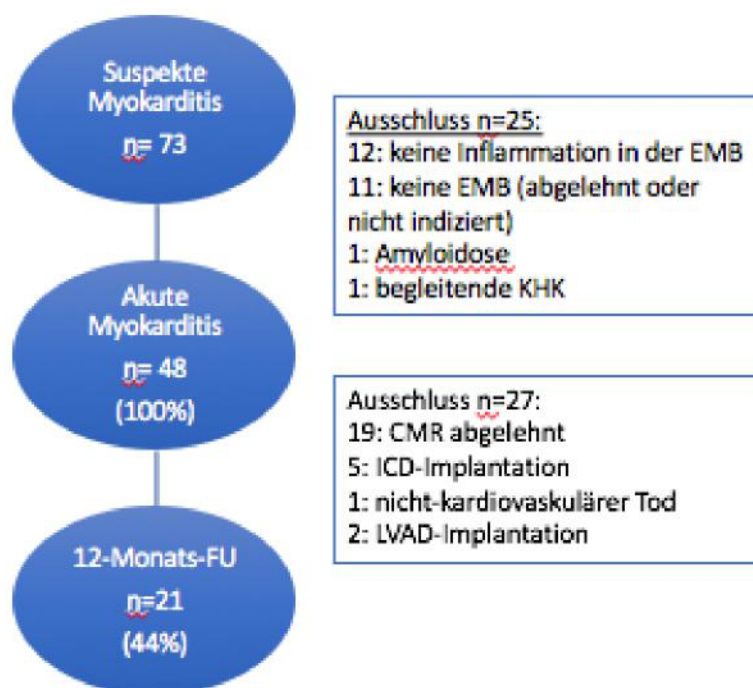 Suspekte
Myokarditis
n= 73
Ausschluss n=25:
12: keine Inflammation in der EMB
11: keine EMB (abgelehnt oder
nicht indiziert)
1: Amyloidose
1: begleitende KHK
Akute
Myokarditis
n= 48
(100%)
Ausschluss n=27:
19: CMR abgelehnt
5: ICD-Implantation
1: nicht-kardiovaskulärer Tod
2: LVAD-Implantation
12-Monats-FU
n=21
(44%)